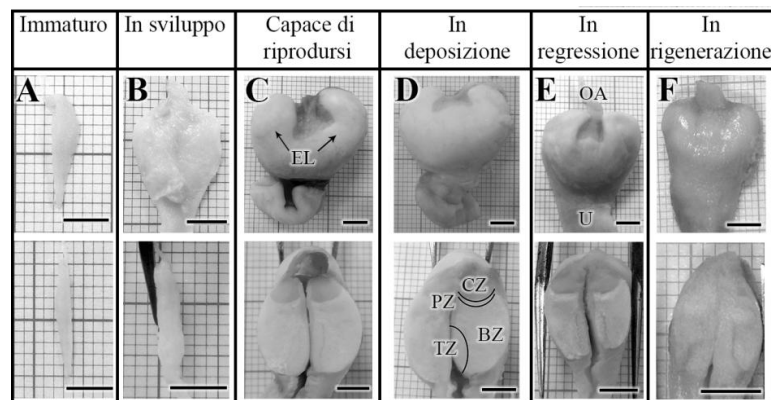 Immaturo
In sviluppo
Capace di
riprodursi
In
deposizione
In
regressione
In
rigenerazione
A
B
C
D
E
F
EL
OA
U
CZ
PZ
TZ
BZ